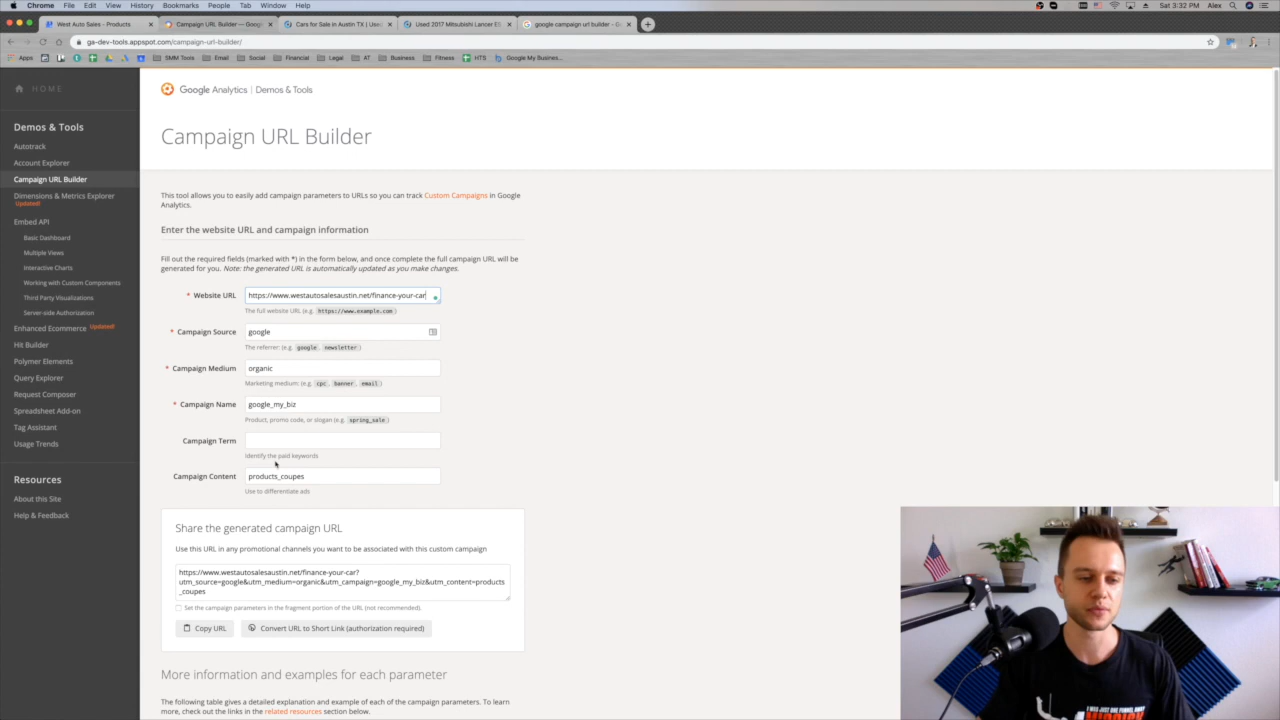 Chrome File Edit View History Bookmarks People Tab Window Help
Sat 3:32 PM Alex
West Auto Sales - Products
Campaign URL Builder — Goog
Cars for Sale in Austin TX | Used
Used 2017 Mitsubishi Lancer ES
google campaign url builder - G
ga-dev-tools.appspot.com/campaign-url-builder/
Apps
SMM Tools Email Social Financial Legal AT Business Fitness HTS Google My Busines...
HOME
Demos & Tools
Autotrack
Account Explorer
Campaign URL Builder
Dimensions & Metrics Explorer
Updated!
Embed API
Basic Dashboard
Multiple Views
Interactive Charts
Working with Custom Components
Third Party Visualizations
Server-side Authorization
Enhanced Ecommerce Updated!
Hit Builder
Polymer Elements
Query Explorer
Request Composer
Spreadsheet Add-on
Tag Assistant
Usage Trends
Resources
About this Site
Help & Feedback
Google Analytics | Demos & Tools
Campaign URL Builder
This tool allows you to easily add campaign parameters to URLs so you can track Custom Campaigns in Google
Analytics.
Enter the website URL and campaign information
Fill out the required fields (marked with *) in the form below, and once complete the full campaign URL will be
generated for you. Note: the generated URL is automatically updated as you make changes.
* Website URL https://www.westautosalesaustin.net/finance-your-car
The full website URL (e.g. https://www.example.com )
* Campaign Source google
The referrer: (e.g. google, newsletter )
* Campaign Medium organic
Marketing medium: (e.g. cpc, banner, email )
* Campaign Name google_my_biz
Product, promo code, or slogan (e.g. spring_sale )
Campaign Term
Identify the paid keywords
Campaign Content products_coupes
Use to differentiate ads
Share the generated campaign URL
Use this URL in any promotional channels you want to be associated with this custom campaign
https://www.westautosalesaustin.net/finance-your-car?
utm_source=google&utm_medium=organic&utm_campaign=google_my_biz&utm_content=products
_coupes
Set the campaign parameters in the fragment portion of the URL (not recommended).
Copy URL Convert URL to Short Link (authorization required)
More information and examples for each parameter
The following table gives a detailed explanation and example of each of the campaign parameters. To learn
more, check out the links in the related resources section below.
I WAS JUST ONE FUNNEL AWAY